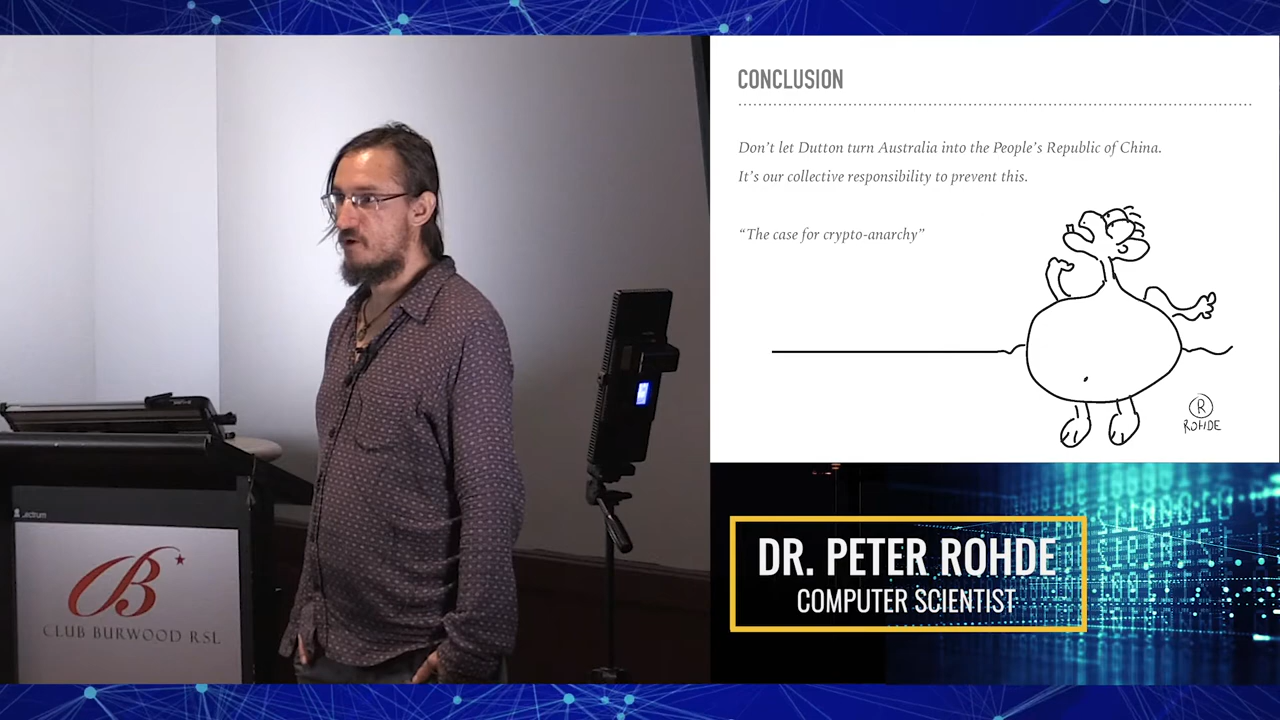 CONCLUSION
Don’t let Dutton turn Australia into the People’s Republic of China.
It’s our collective responsibility to prevent this.
“The case for crypto-anarchy”
R
ROHDE
DR. PETER ROHDE
COMPUTER SCIENTIST
Lectrum
B
CLUB BURWOOD RSL